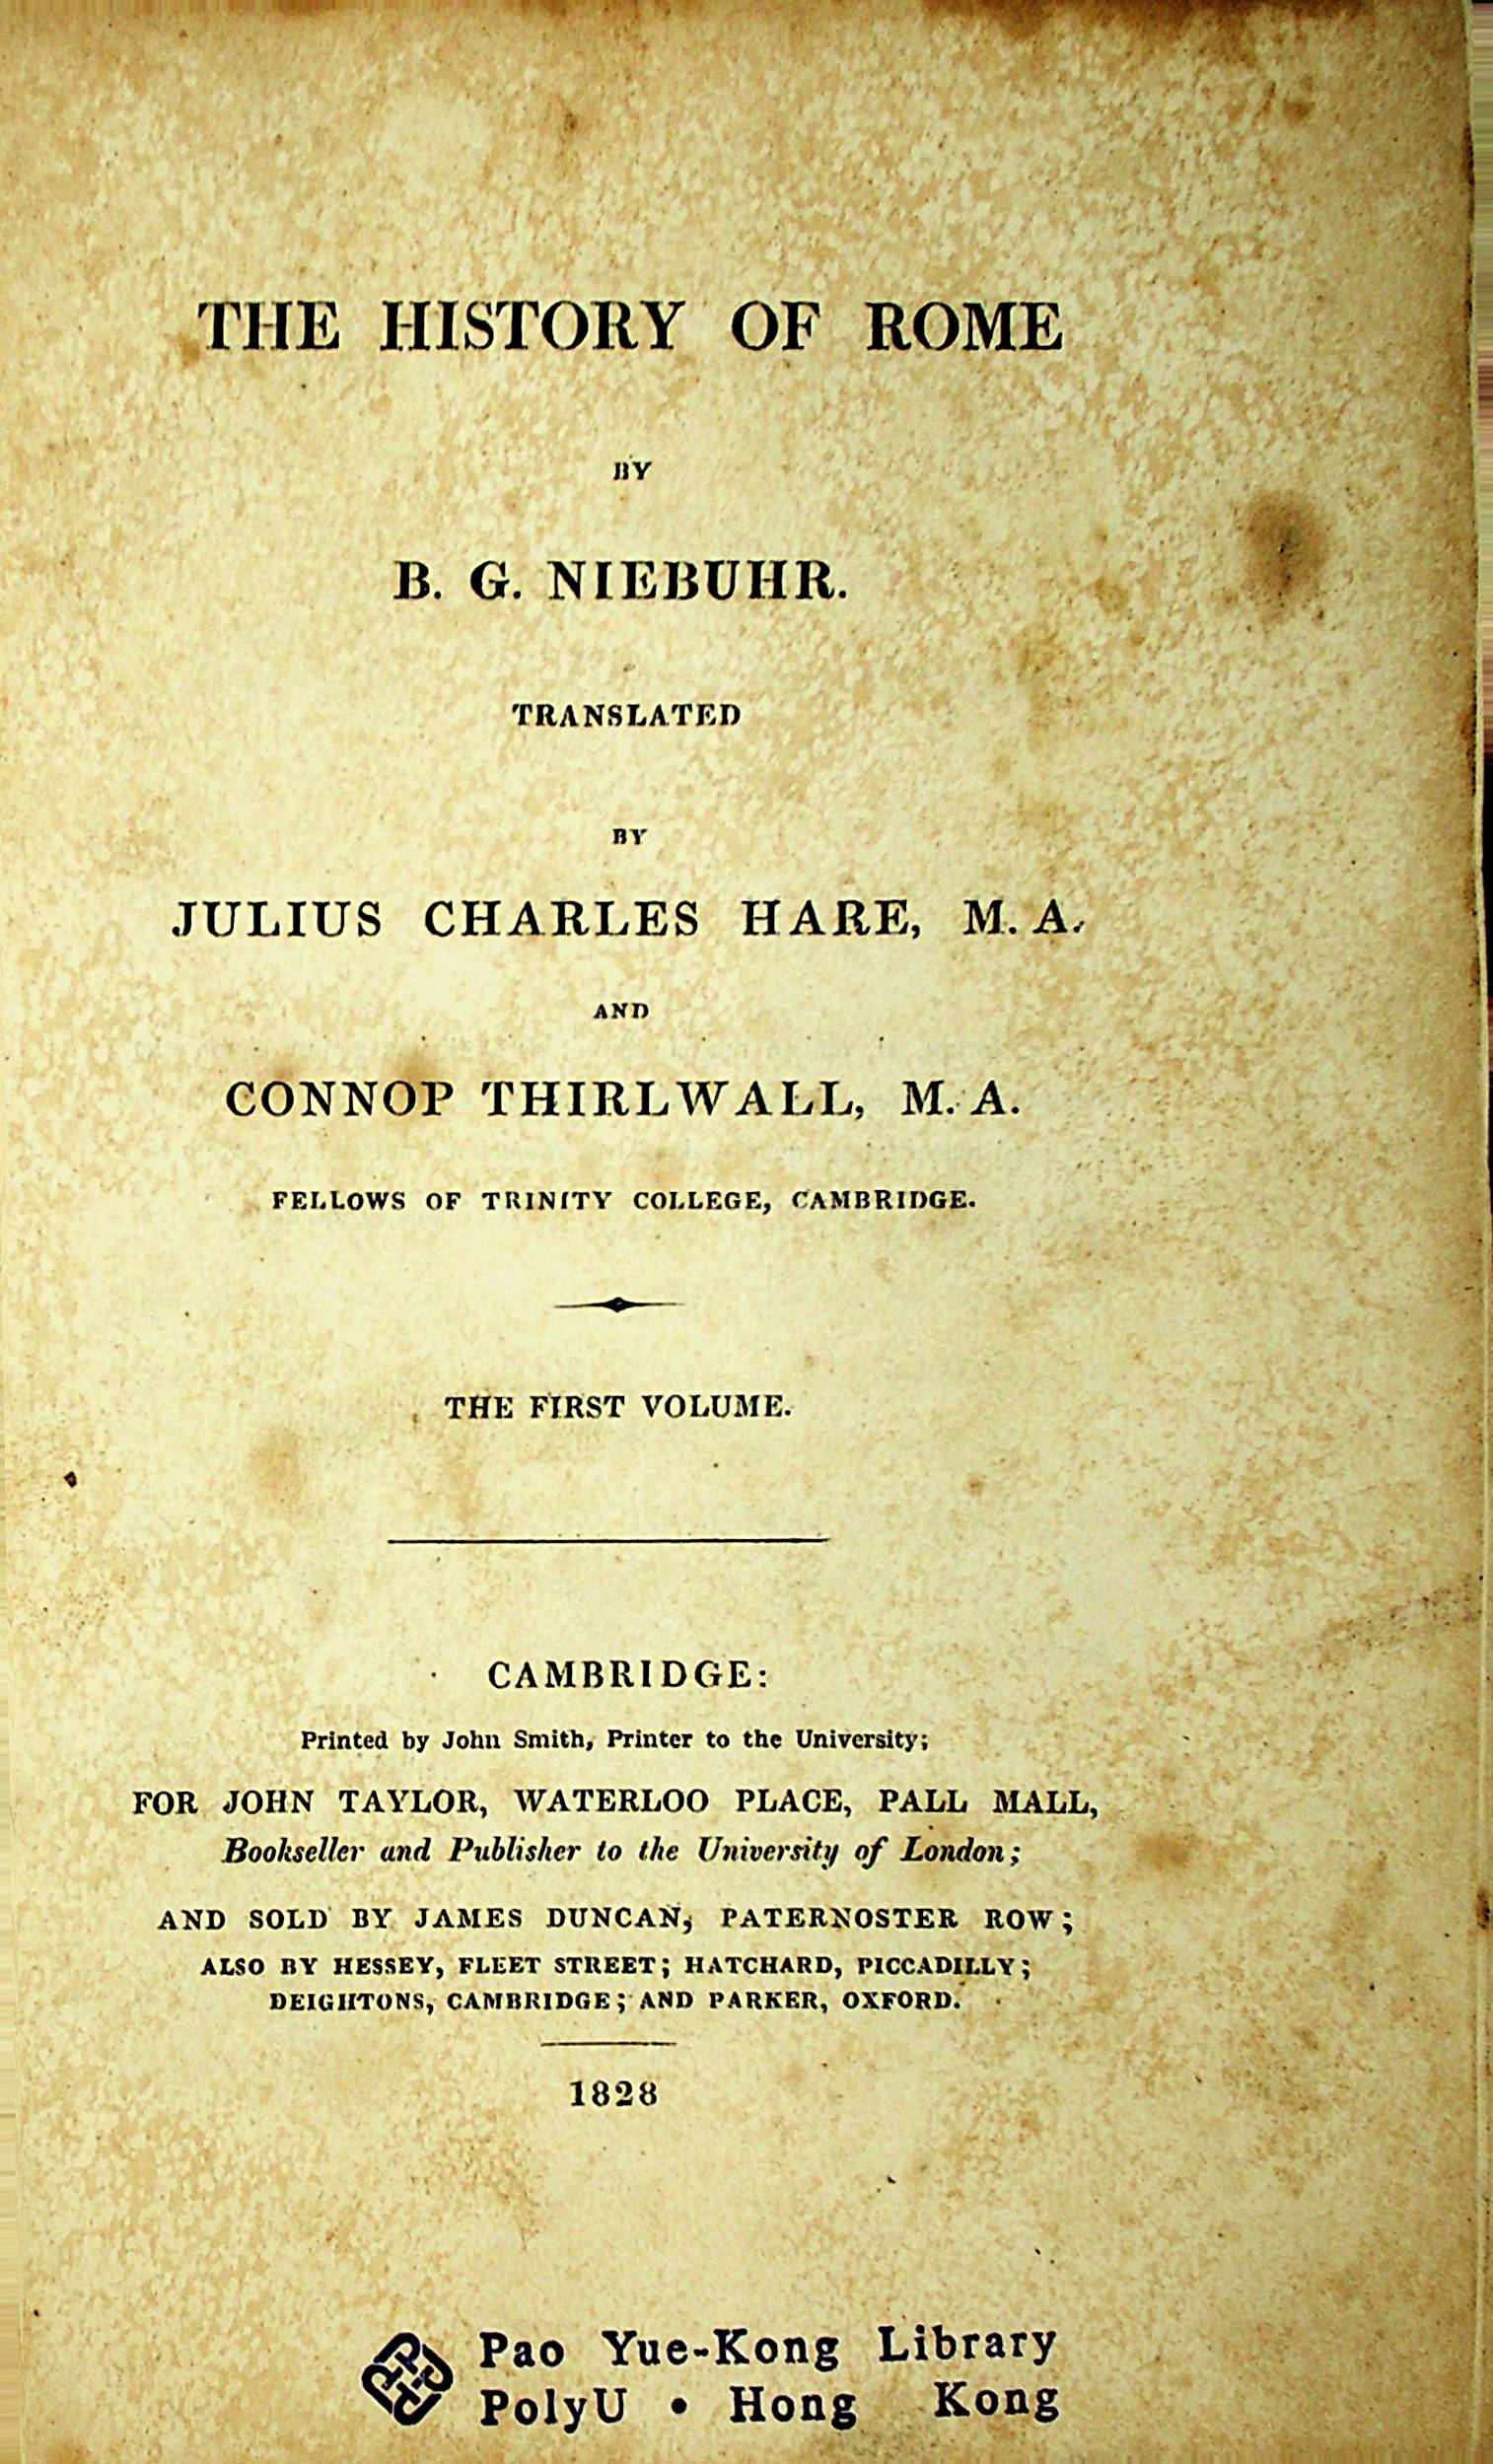 THE HISTORY OF ROME
BY
B. G. NIEBUHR.
TRANSLATED
BY
JULIUS CHARLES HARE, M. A.
AND
CONNOP THIRLWALL, M. A.
FELLOWS OF TRINITY COLLEGE, CAMBRIDGE.
THE FIRST VOLUME.
CAMBRIDGE:
Printed by John Smith, Printer to the University;
FOR JOHN TAYLOR, WATERLOO PLACE, PALL MALL,
Bookseller and Publisher to the University of London;
AND SOLD BY JAMES DUNCAN, PATERNOSTER ROW;
ALSO BY HESSEY, FLEET STREET; HATCHARD, PICCADILLY;
DEIGHTONS, CAMBRIDGE; AND PARKER, OXFORD.
1828
Pao Yue-Kong Library
PolyU • Hong Kong